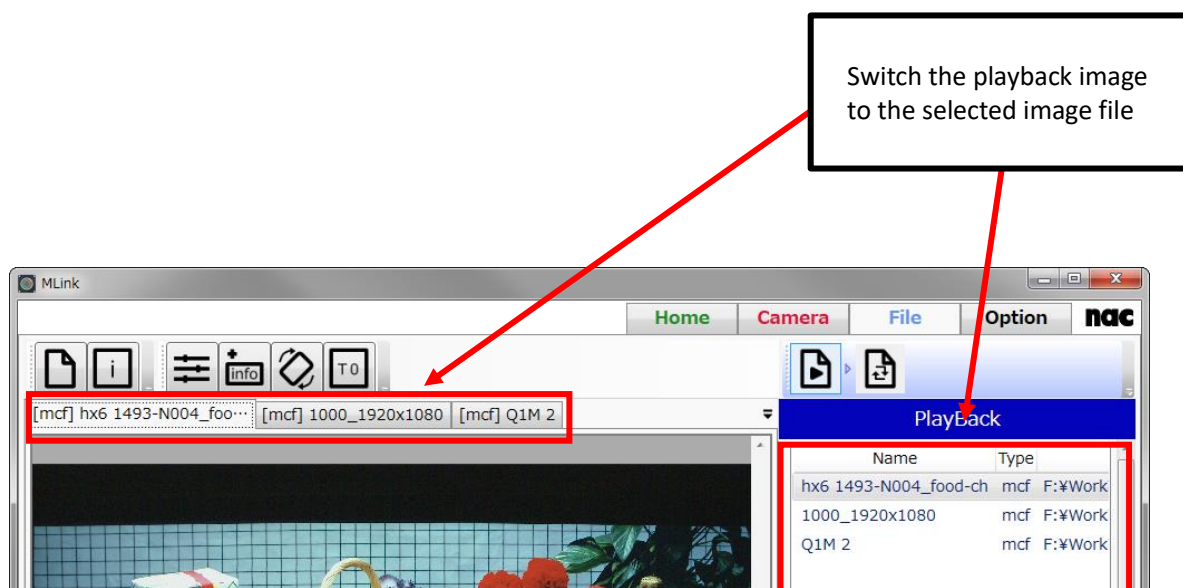 Switch the playback image
to the selected image file
MLink
Home Camera File Option nac
i info T0
[mcf] hx6 1493-N004_foo⋯ [mcf] 1000_1920x1080 [mcf] Q1M 2
PlayBack
Name Type
hx6 1493-N004_food-ch mcf F:¥Work
1000_1920x1080 mcf F:¥Work
Q1M 2 mcf F:¥Work